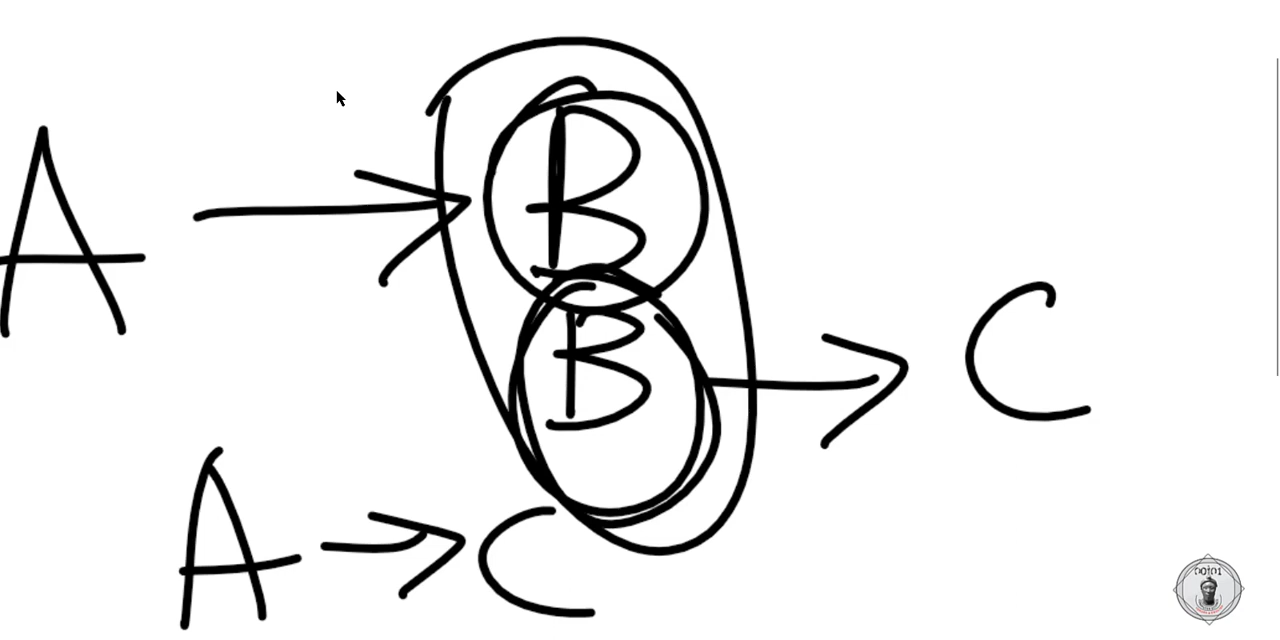 A → B
B → C
A → C